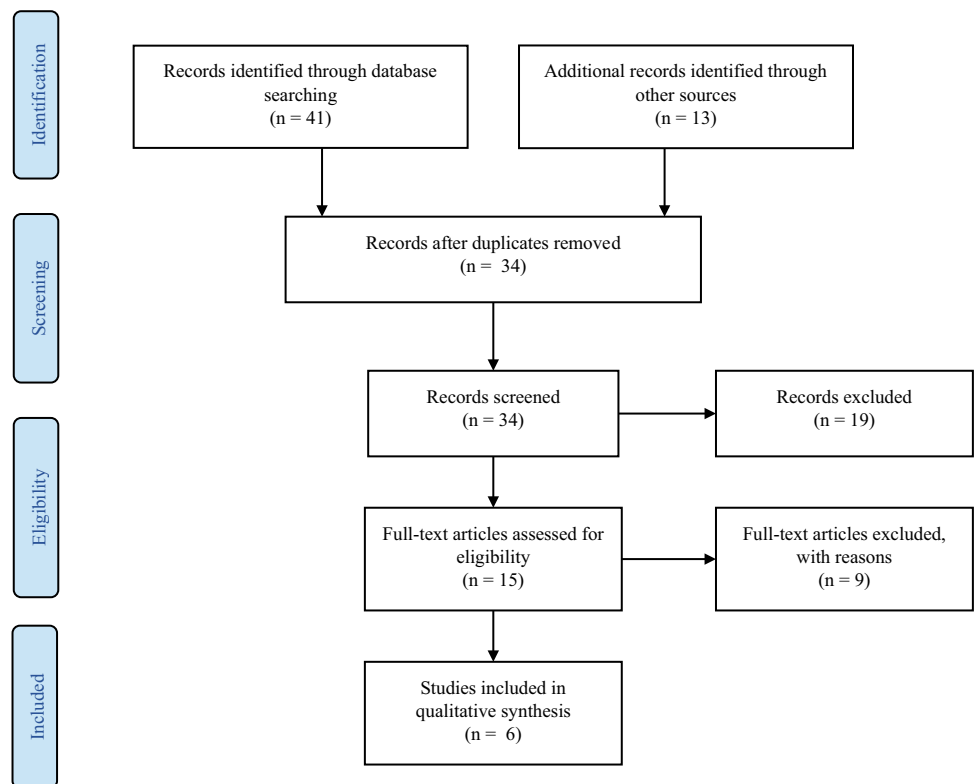 Identification
Records identified through database
searching
(n = 41)
Additional records identified through
other sources
(n = 13)
Screening
Records after duplicates removed
(n = 34)
Records screened
(n = 34)
Records excluded
(n = 19)
Eligibility
Full-text articles assessed for
eligibility
(n = 15)
Full-text articles excluded,
with reasons
(n = 9)
Included
Studies included in
qualitative synthesis
(n = 6)